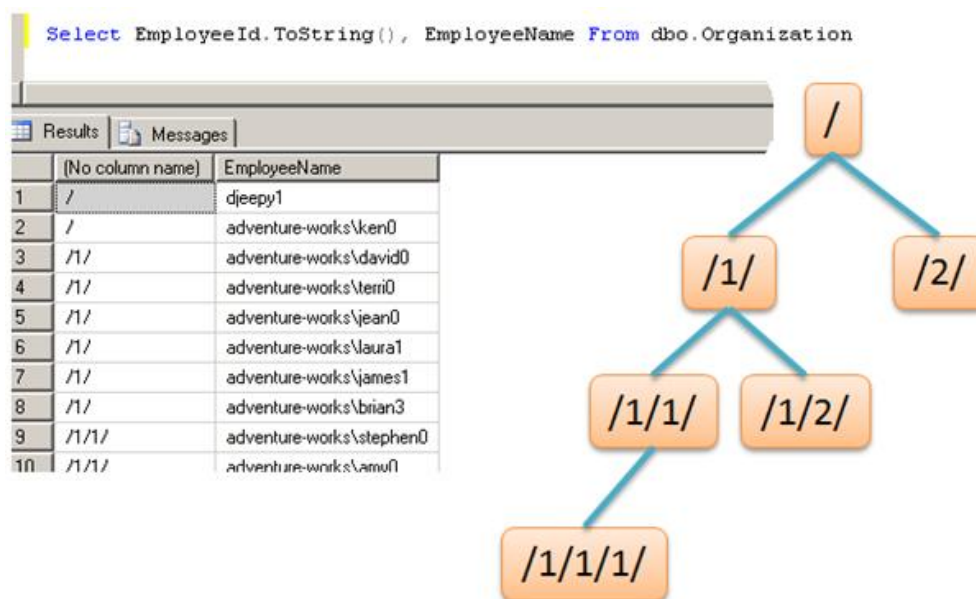 Select EmployeeId.ToString(), EmployeeName From dbo.Organization
Results Messages
(No column name) EmployeeName
1 / djeepy1
2 / adventure-works\ken0
3 /1/ adventure-works\david0
4 /1/ adventure-works\terri0
5 /1/ adventure-works\jean0
6 /1/ adventure-works\laura1
7 /1/ adventure-works\james1
8 /1/ adventure-works\brian3
9 /1/1/ adventure-works\stephen0
10 /1/1/ adventure-works\amy0
/
/1/ /2/
/1/1/ /1/2/
/1/1/1/